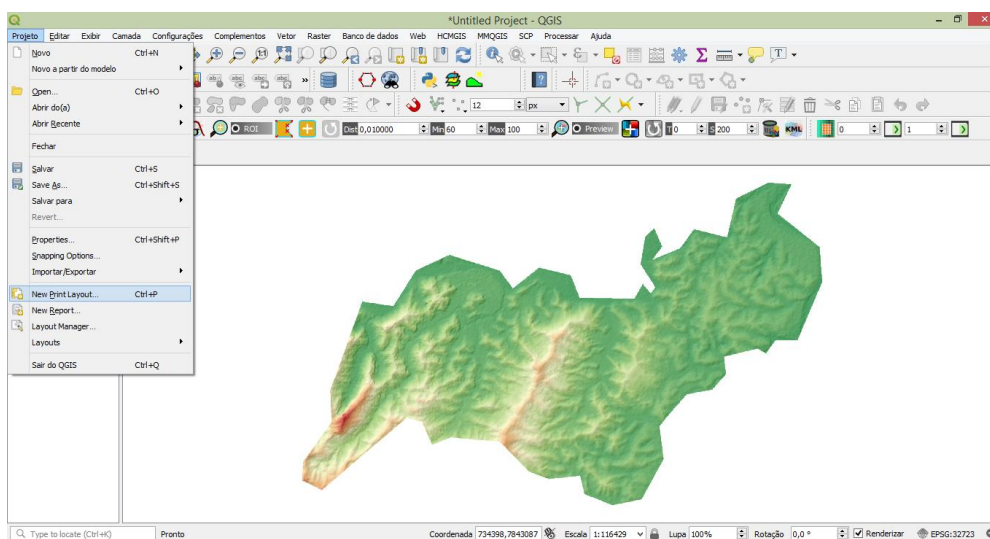 *Untitled Project - QGIS
Projeto Editar Exibir Camada Configurações Complementos Vetor Raster Banco de dados Web HCMGIS MMQGIS SCP Processar Ajuda
Novo Ctrl+N
Novo a partir do modelo
Open... Ctrl+O
Abrir do(a)
Abrir Recente
Fechar
Salvar Ctrl+S
Save As... Ctrl+Shift+S
Salvar para
Revert...
Properties... Ctrl+Shift+P
Snapping Options...
Importar/Exportar
New Print Layout... Ctrl+P
New Report...
Layout Manager...
Layouts
Sair do QGIS Ctrl+Q
abc abc abc »
12 px
ROI Dist 0,010000 Min 60 Max 100 Preview T 0 S 200 KML 0 1
Type to locate (Ctrl+K) Pronto Coordenada 734398,7843087 Escala 1:116429 Lupa 100% Rotação 0,0 ° Renderizar EPSG:32723